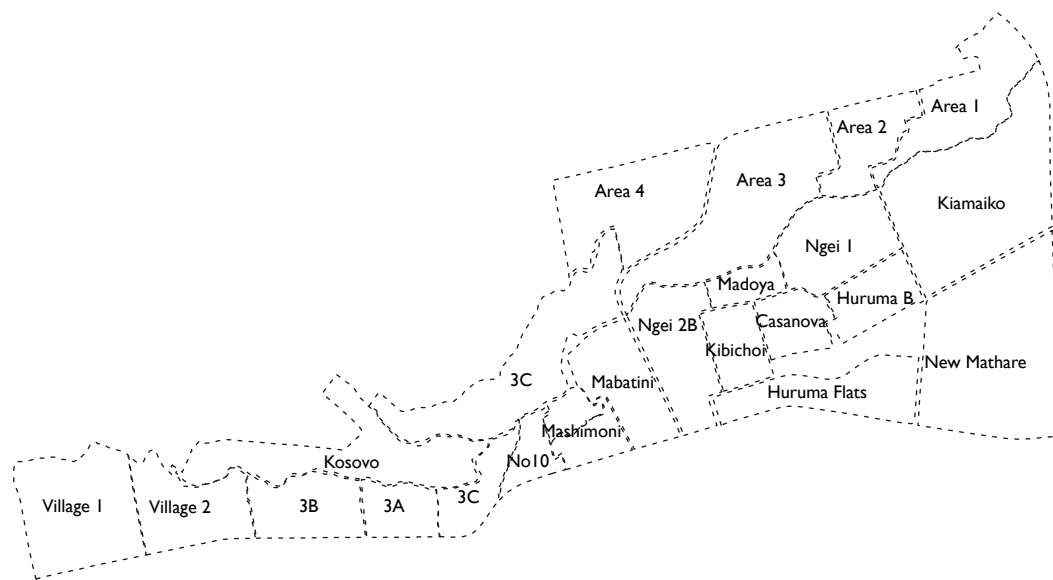 Area 1
Area 2
Area 3
Area 4
Kiamaiko
Ngei 1
Madoya
Huruma B
Ngei 2B
Casanova
Kibichoi
New Mathare
3C
Mabatini
Huruma Flats
Mashimoni
Kosovo
No10
3C
Village 1
Village 2
3B
3A